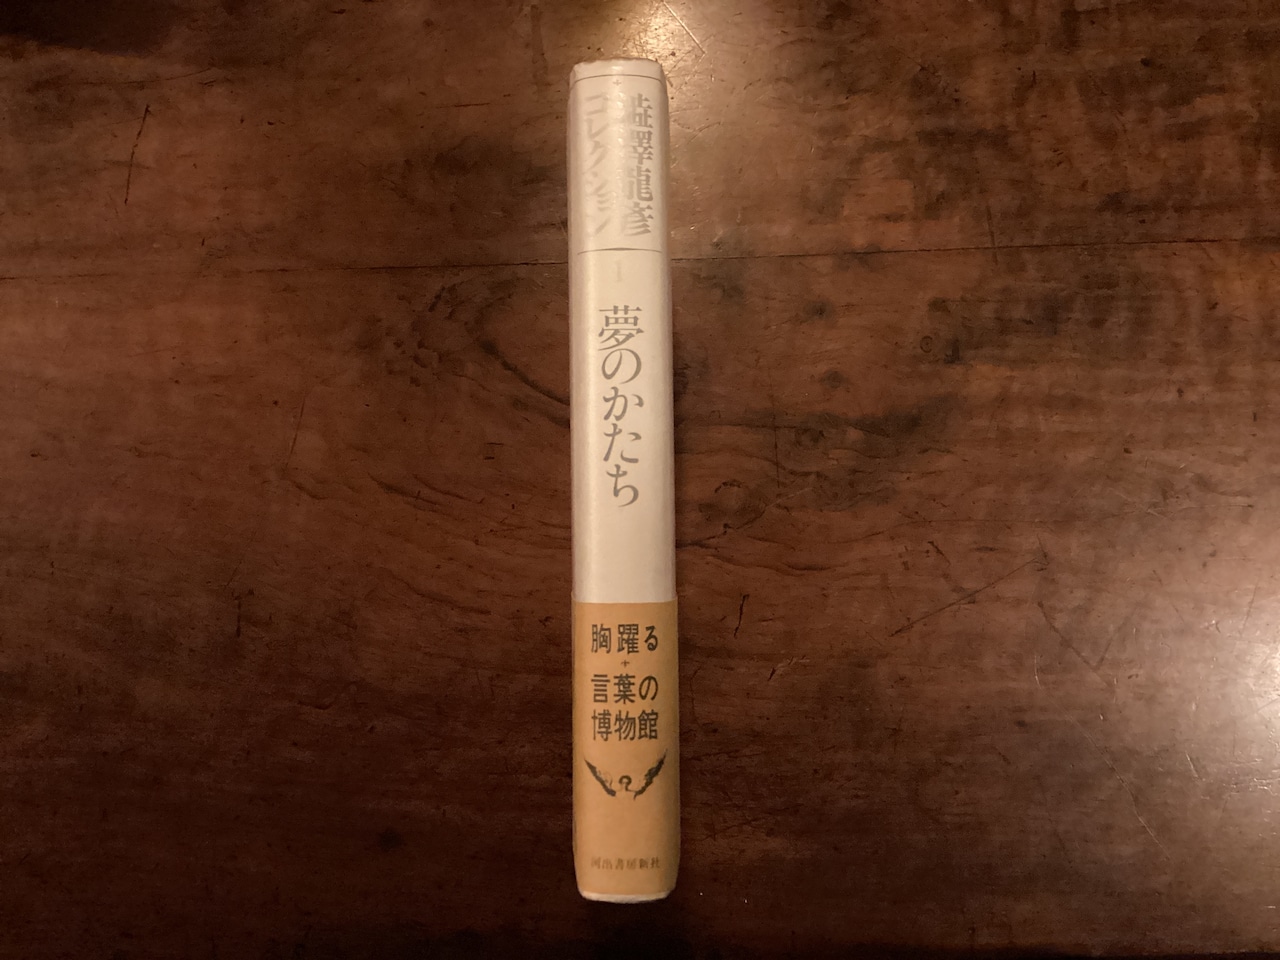 澁澤龍彦
コレクション
1
夢のかたち
胸躍る
言葉の
博物館
河出書房新社